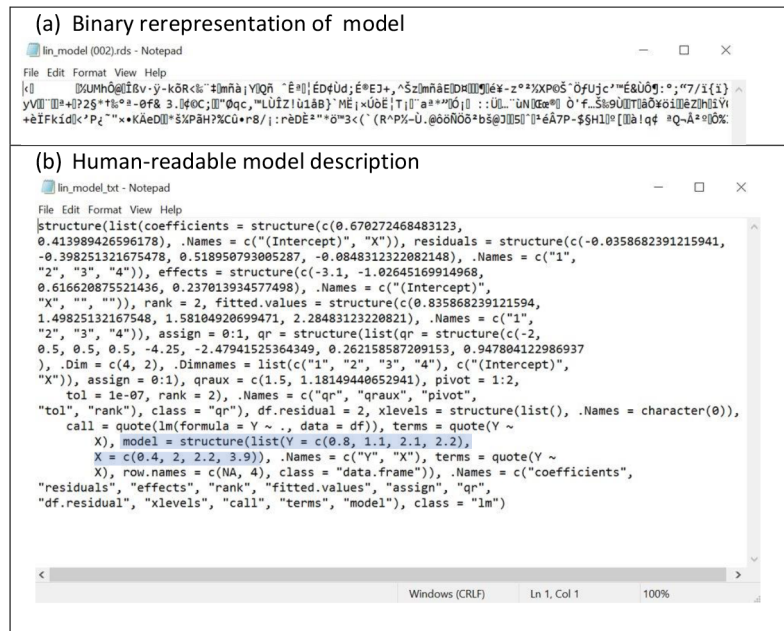 (a) Binary rerepresentation of model
lin_model (002).rds - Notepad
File Edit Format View Help
(b) Human-readable model description
lin_model_txt - Notepad
File Edit Format View Help
structure(list(coefficients = structure(c(0.670272468483123,
0.413989426596178), .Names = c("(Intercept)", "X")), residuals = structure(c(-0.0358682391215941,
-0.398251321675478, 0.518950793005287, -0.0848312322082148), .Names = c("1",
"2", "3", "4")), effects = structure(c(-3.1, -1.02645169914968,
0.616620875521436, 0.237013934577498), .Names = c("(Intercept)",
"X", "", "")), rank = 2, fitted.values = structure(c(0.835868239121594,
1.49825132167548, 1.58104920699471, 2.28483123220821), .Names = c("1",
"2", "3", "4")), assign = 0:1, qr = structure(list(qr = structure(c(-2,
0.5, 0.5, 0.5, -4.25, -2.47941525364349, 0.262158587209153, 0.947804122986937
), .Dim = c(4, 2), .Dimnames = list(c("1", "2", "3", "4"), c("(Intercept)",
"X")), assign = 0:1), qraux = c(1.5, 1.18149440652941), pivot = 1:2,
tol = 1e-07, rank = 2), .Names = c("qr", "qraux", "pivot",
"tol", "rank"), class = "qr"), df.residual = 2, xlevels = structure(list(), .Names = character(0)),
call = quote(lm(formula = Y ~ ., data = df)), terms = quote(Y ~
X), model = structure(list(Y = c(0.8, 1.1, 2.1, 2.2),
X = c(0.4, 2, 2.2, 3.9)), .Names = c("Y", "X"), terms = quote(Y ~
X), row.names = c(NA, 4), class = "data.frame")), .Names = c("coefficients",
"residuals", "effects", "rank", "fitted.values", "assign", "qr",
"df.residual", "xlevels", "call", "terms", "model"), class = "lm")
Windows (CRLF) Ln 1, Col 1 100%